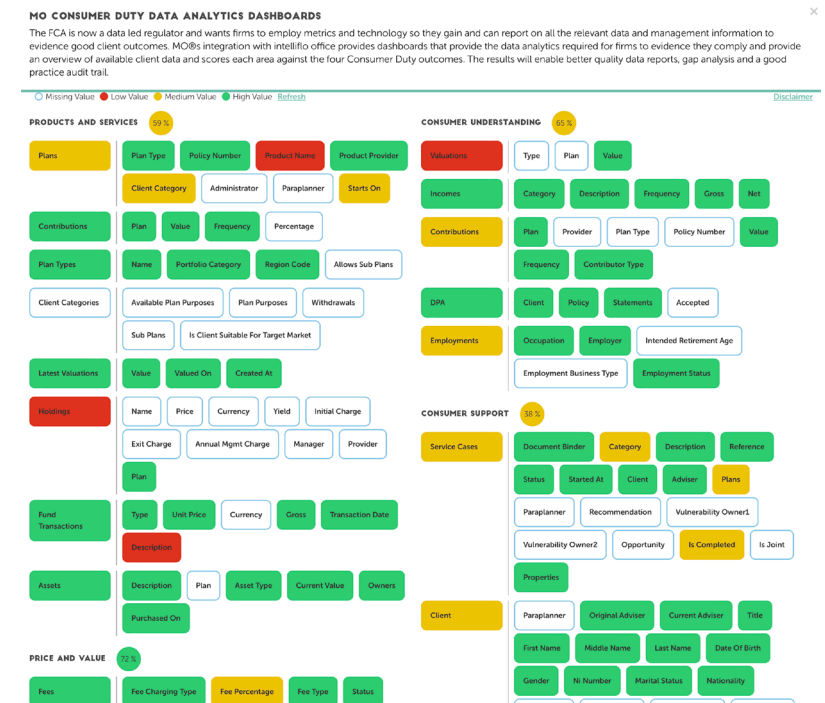 MO CONSUMER DUTY DATA ANALYTICS DASHBOARDS
The FCA is now a data led regulator and wants firms to employ metrics and technology so they gain and can report on all the relevant data and management information to
evidence good client outcomes. MO®s integration with intelliflo office provides dashboards that provide the data analytics required for firms to evidence they comply and provide
an overview of available client data and scores each area against the four Consumer Duty outcomes. The results will enable better quality data reports, gap analysis and a good
practice audit trail.
Missing Value Low Value Medium Value High Value Refresh Disclaimer
PRODUCTS AND SERVICES 59 %
Plans Plan Type Policy Number Product Name Product Provider
Client Category Administrator Paraplanner Starts On
Contributions Plan Value Frequency Percentage
Plan Types Name Portfolio Category Region Code Allows Sub Plans
Client Categories Available Plan Purposes Plan Purposes Withdrawals
Sub Plans Is Client Suitable For Target Market
Latest Valuations Value Valued On Created At
Holdings Name Price Currency Yield Initial Charge
Exit Charge Annual Mgmt Charge Manager Provider
Plan
Fund Transactions Type Unit Price Currency Gross Transaction Date
Description
Assets Description Plan Asset Type Current Value Owners
Purchased On
PRICE AND VALUE 72 %
Fees Fee Charging Type Fee Percentage Fee Type Status
CONSUMER UNDERSTANDING 65 %
Valuations Type Plan Value
Incomes Category Description Frequency Gross Net
Contributions Plan Provider Plan Type Policy Number Value
Frequency Contributor Type
DPA Client Policy Statements Accepted
Employments Occupation Employer Intended Retirement Age
Employment Business Type Employment Status
CONSUMER SUPPORT 38 %
Service Cases Document Binder Category Description Reference
Status Started At Client Adviser Plans
Paraplanner Recommendation Vulnerability Owner1
Vulnerability Owner2 Opportunity Is Completed Is Joint
Properties
Client Paraplanner Original Adviser Current Adviser Title
First Name Middle Name Last Name Date Of Birth
Gender Ni Number Marital Status Nationality